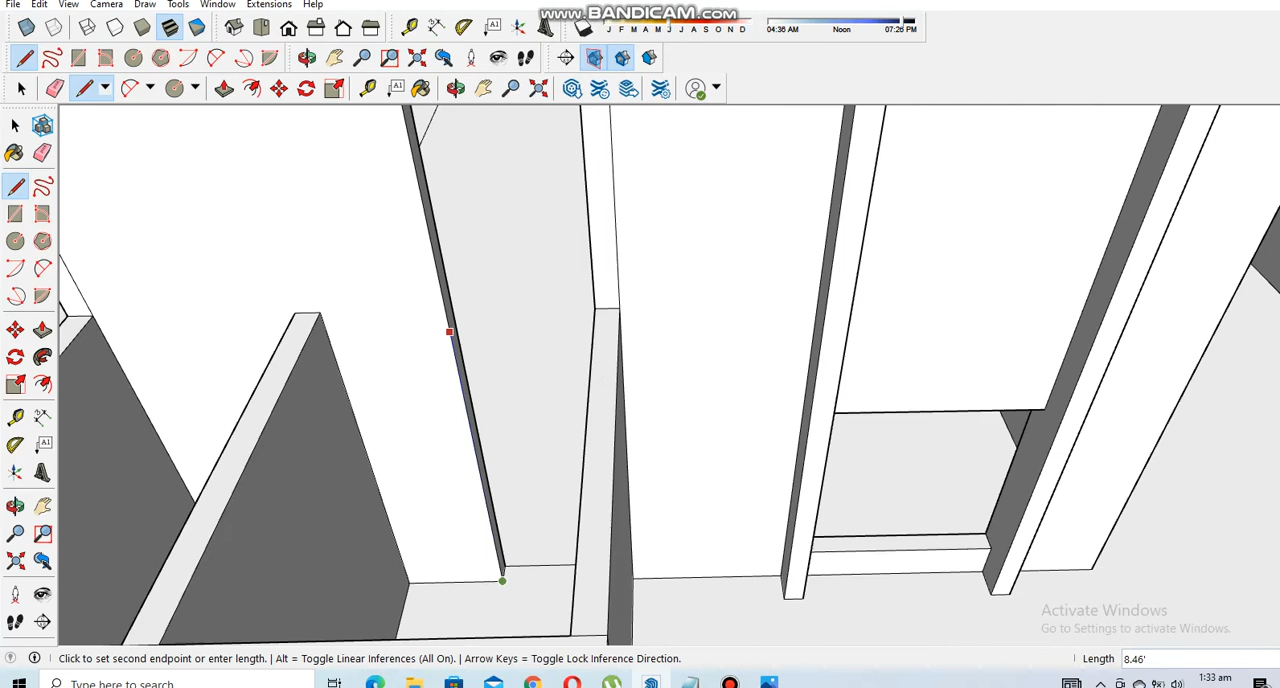 File Edit View Camera Draw Tools Window Extensions Help
www.BANDICAM.com
J F M A M J J A S O N D
04:36 AM Noon 07:26 PM
A1
A1
A1
Activate Windows
Go to Settings to activate Windows.
Click to set second endpoint or enter length. | Alt = Toggle Linear Inferences (All On). | Arrow Keys = Toggle Lock Inference Direction.
Length 8.46'
Type here to search
1:33 am